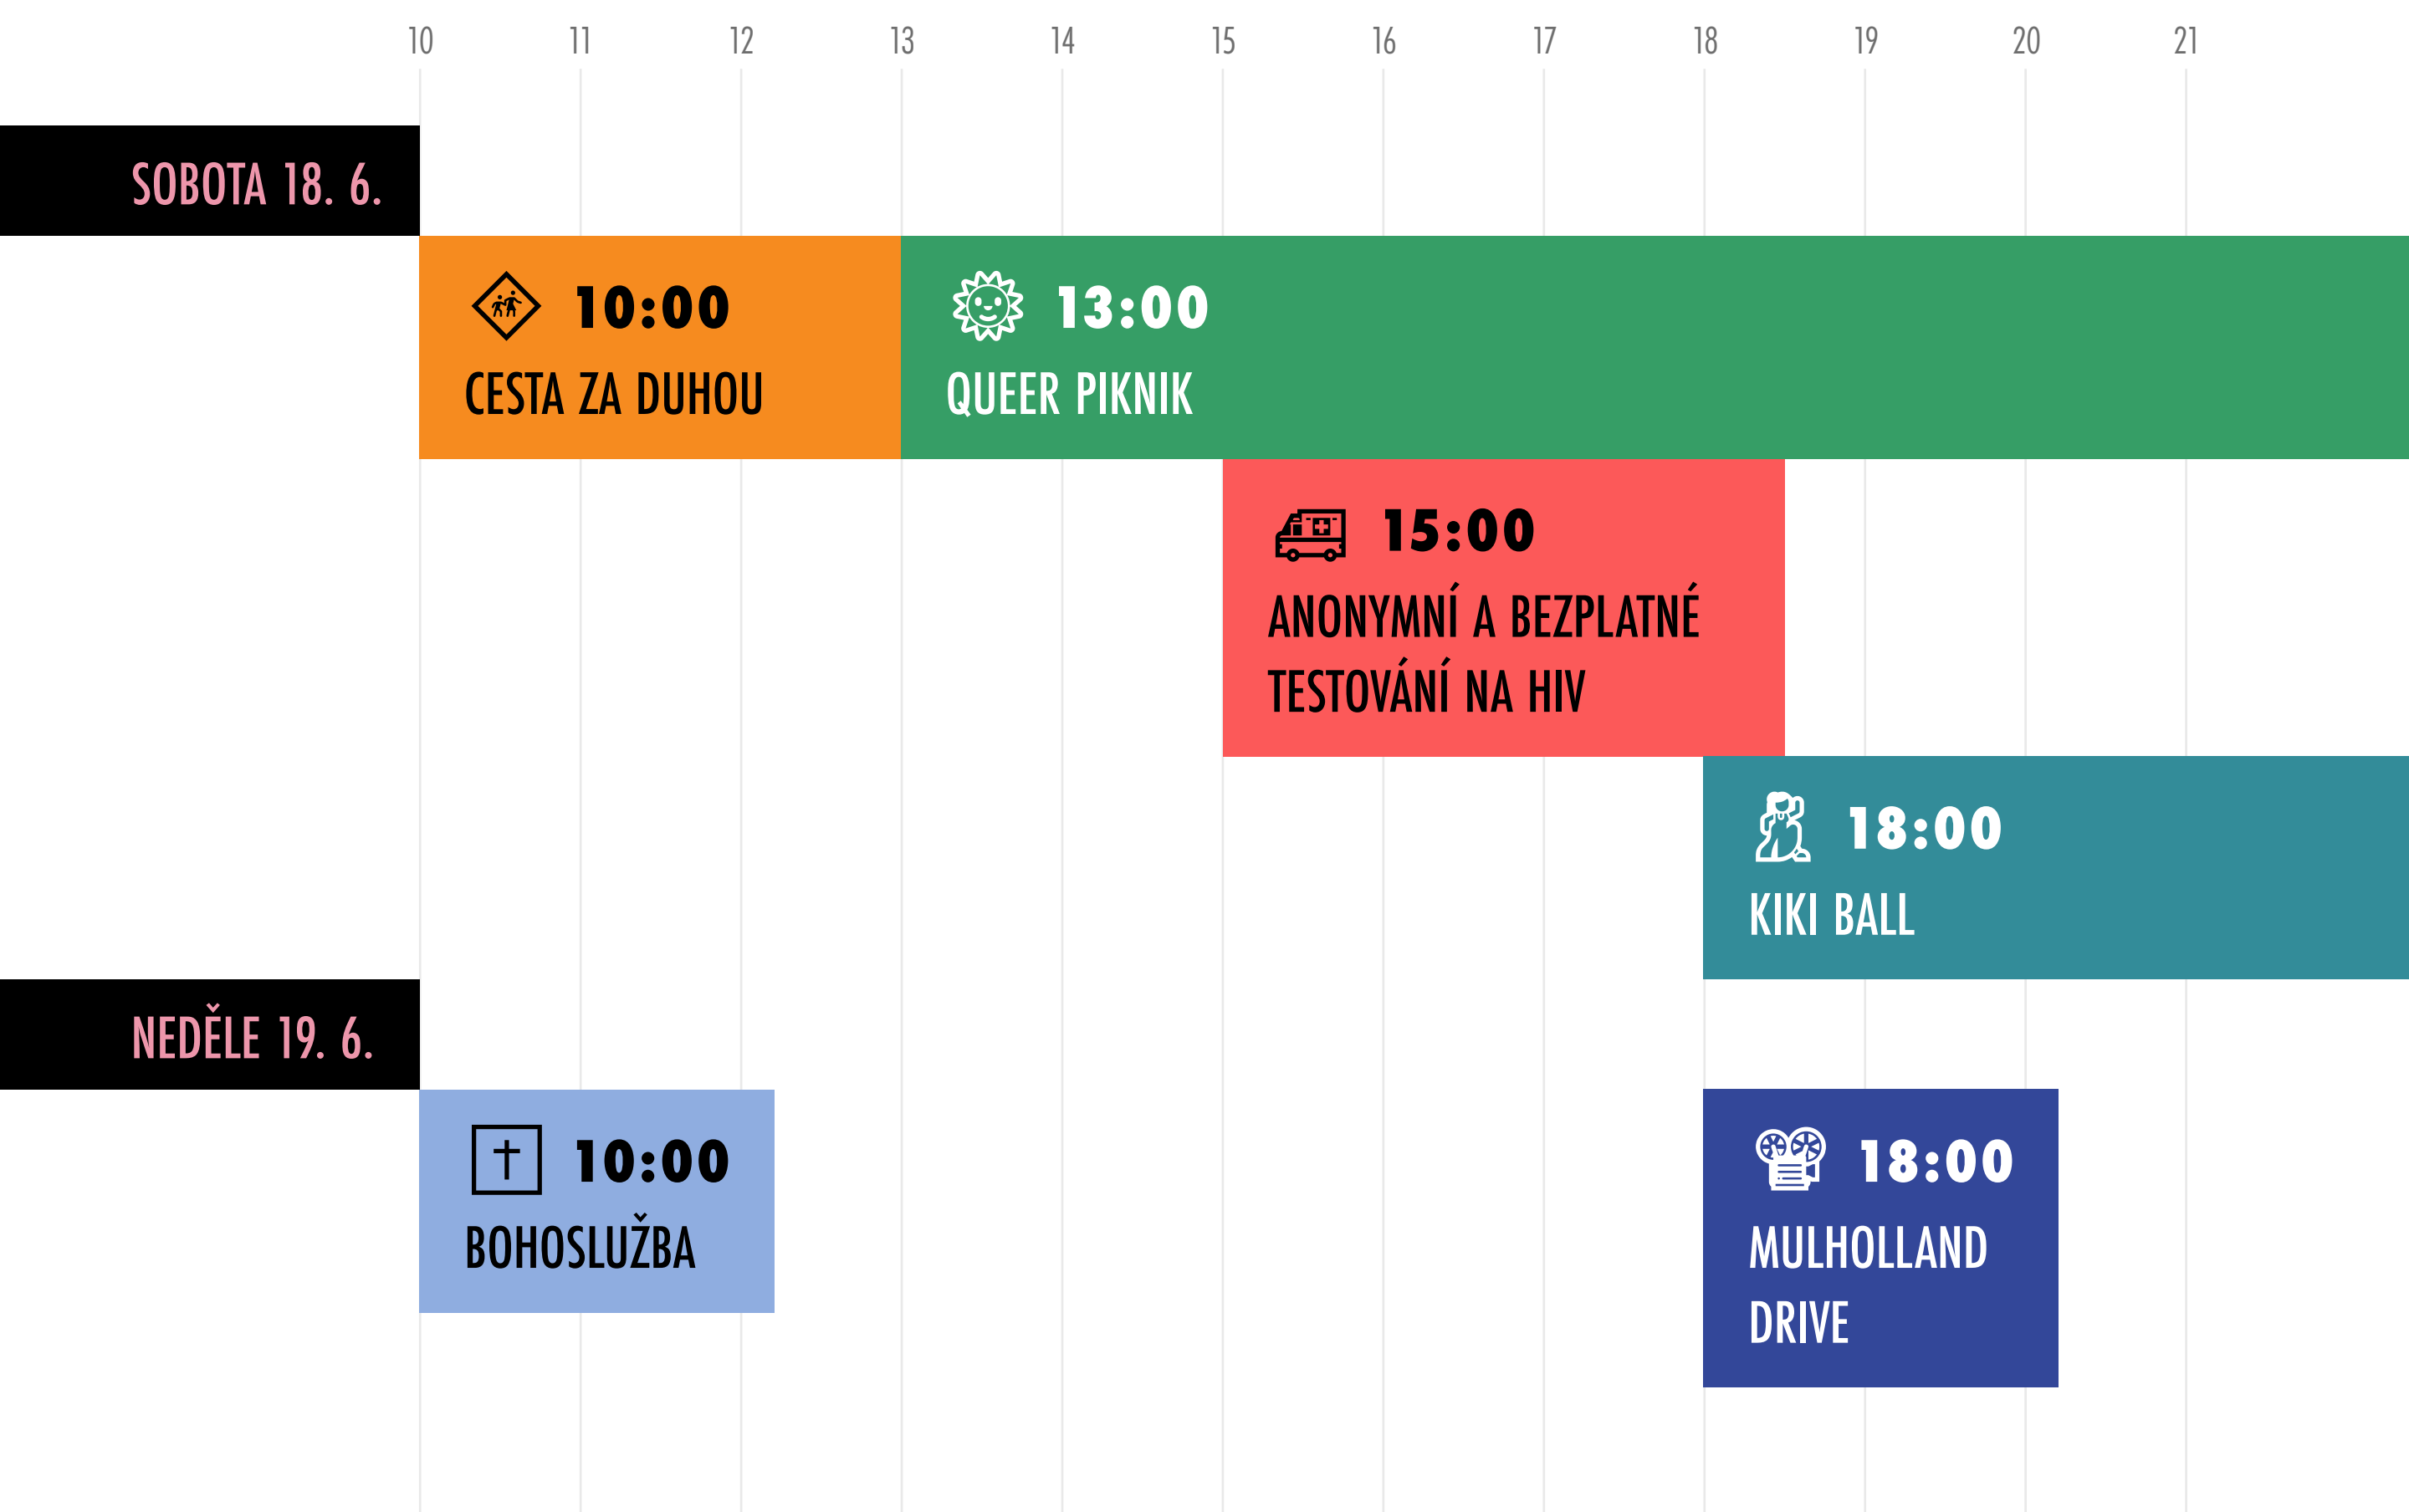 10 11 12 13 14 15 16 17 18 19 20 21
SOBOTA 18. 6.
10:00
CESTA ZA DUHOU
13:00
QUEER PIKNIK
15:00
ANONYMNÍ A BEZPLATNÉ
TESTOVÁNÍ NA HIV
18:00
KIKI BALL
NEDĚLE 19. 6.
10:00
BOHOSLUŽBA
18:00
MULHOLLAND
DRIVE